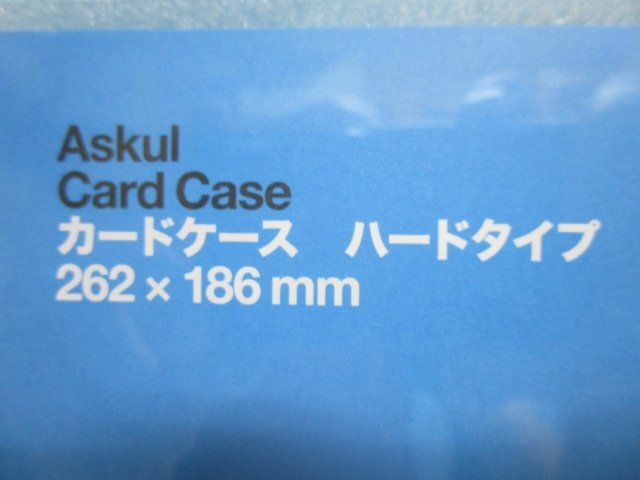 Askul
Card Case
カードケース　ハードタイプ
262 × 186 mm